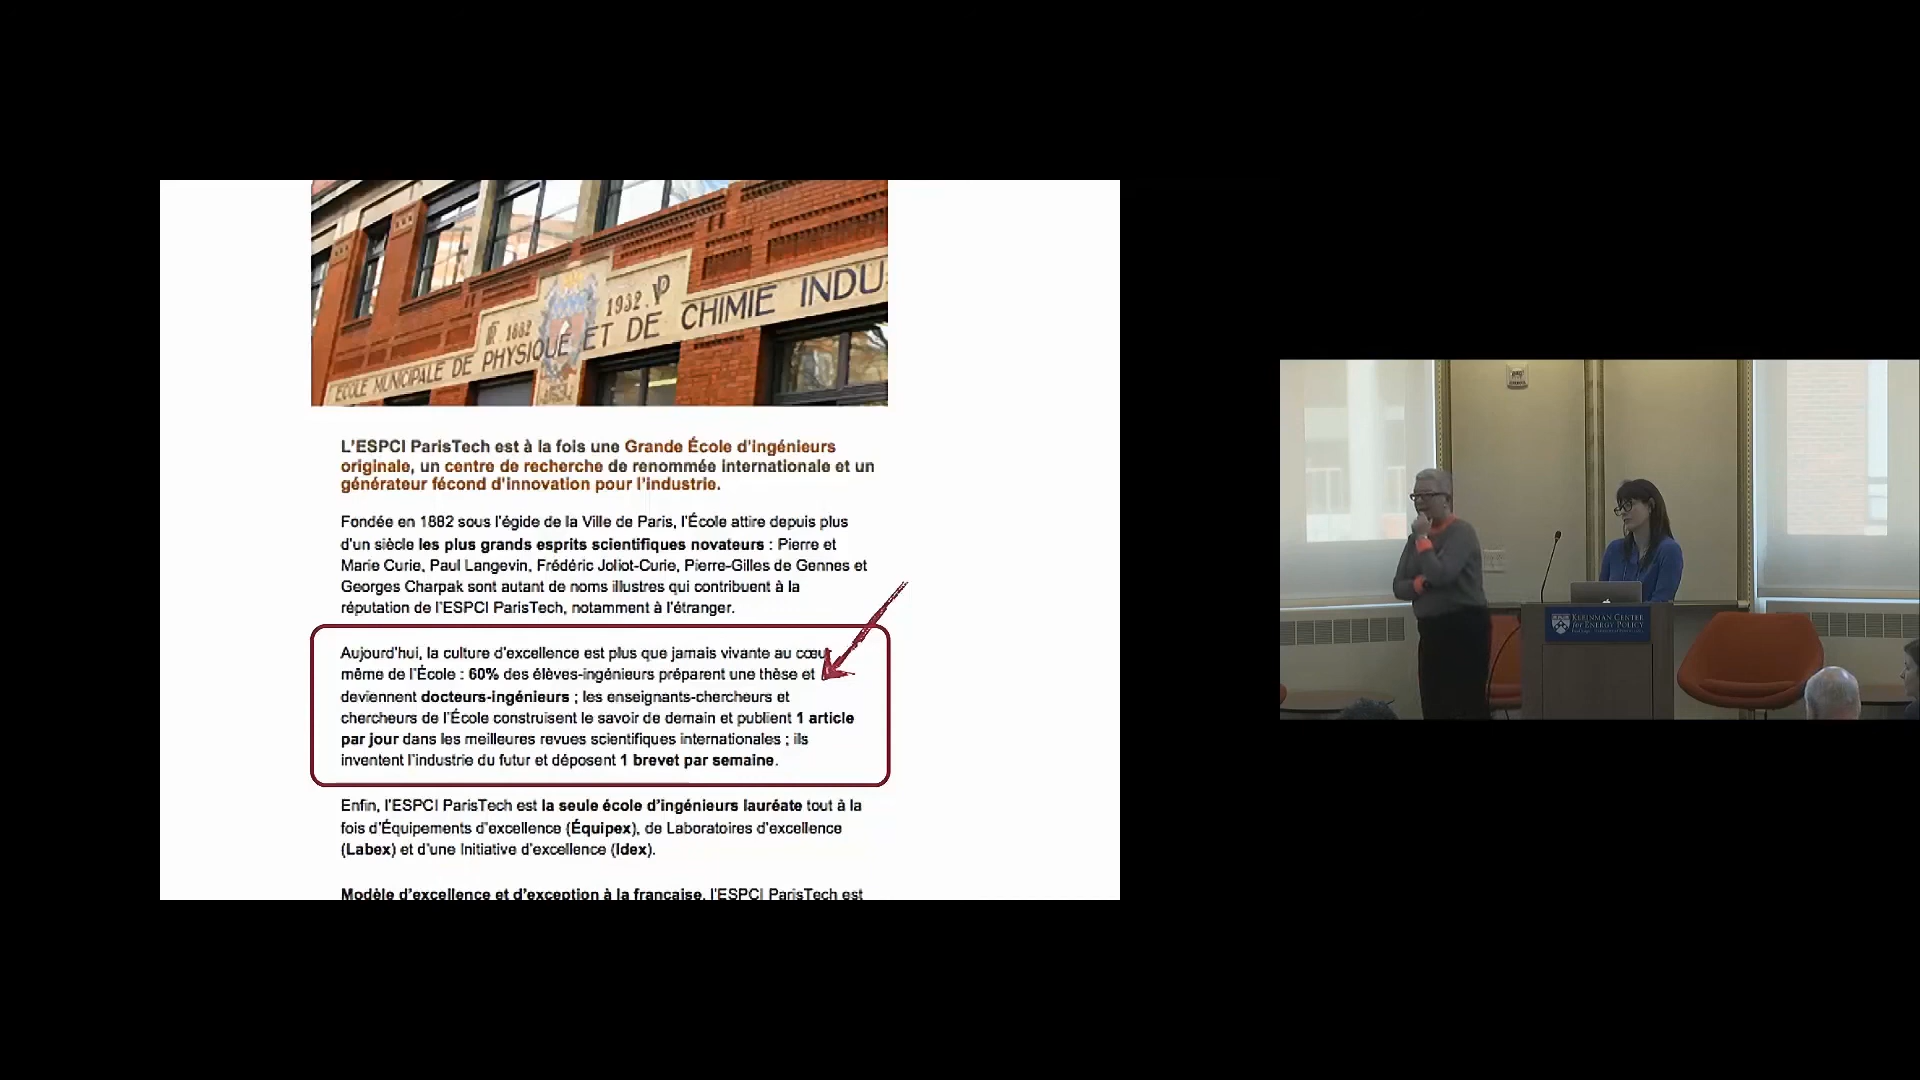 1882
1932.
ECOLE MUNICIPALE DE PHYSIQUE ET DE CHIMIE INDU
L'ESPCI ParisTech est à la fois une Grande École d'ingénieurs
originale, un centre de recherche de renommée internationale et un
générateur fécond d'innovation pour l'industrie.
Fondée en 1882 sous l'égide de la Ville de Paris, l'École attire depuis plus
d'un siècle les plus grands esprits scientifiques novateurs : Pierre et
Marie Curie, Paul Langevin, Frédéric Joliot-Curie, Pierre-Gilles de Gennes et
Georges Charpak sont autant de noms illustres qui contribuent à la
réputation de l'ESPCI ParisTech, notamment à l'étranger.
Aujourd'hui, la culture d'excellence est plus que jamais vivante au cœur
même de l'École : 60% des élèves-ingénieurs préparent une thèse et
deviennent docteurs-ingénieurs ; les enseignants-chercheurs et
chercheurs de l'École construisent le savoir de demain et publient 1 article
par jour dans les meilleures revues scientifiques internationales ; ils
inventent l'industrie du futur et déposent 1 brevet par semaine.
Enfin, l'ESPCI ParisTech est la seule école d'ingénieurs lauréate tout à la
fois d'Équipements d'excellence (Équipex), de Laboratoires d'excellence
(Labex) et d'une Initiative d'excellence (Idex).
Modèle d'excellence et d'exception à la française, l'ESPCI ParisTech est
KLEINMAN CENTER
for ENERGY POLICY